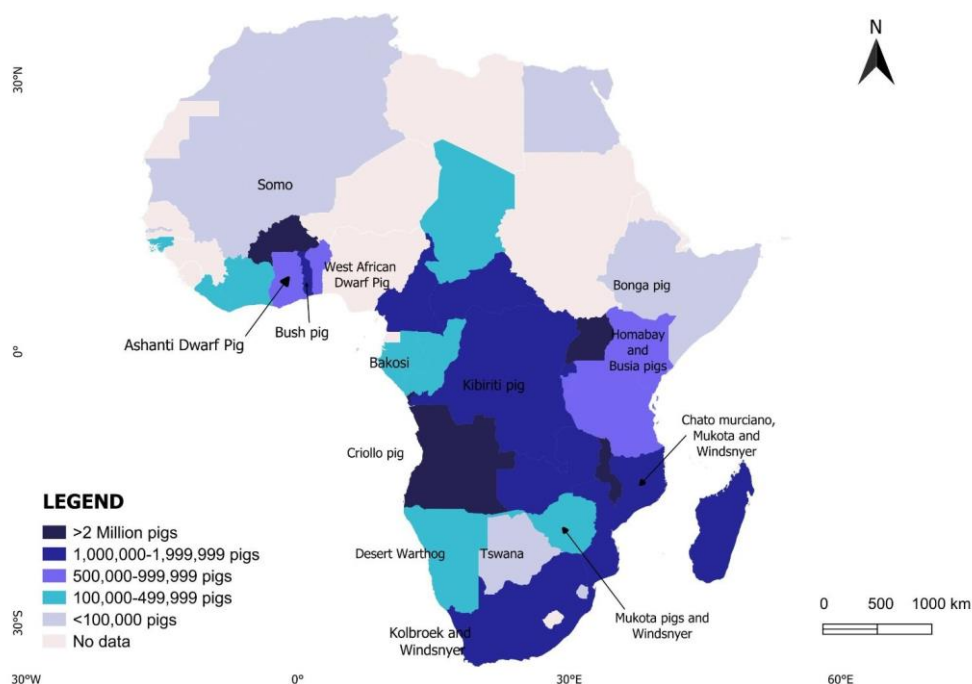 N
30°N
Somo
West African
Dwarf Pig
Bonga pig
Bush pig
Ashanti Dwarf Pig
0°
Homabay
and
Busia pigs
Bakosi
Kibiriti pig
Chato murciano,
Mukota and
Windsnyer
Criollo pig
LEGEND
>2 Million pigs
1,000,000-1,999,999 pigs
500,000-999,999 pigs
100,000-499,999 pigs
<100,000 pigs
No data
Desert Warthog
Tswana
Mukota pigs and
Windsnyer
Kolbroek and
Windsnyer
0 500 1000 km
30°S
30°W 0° 30°E 60°E